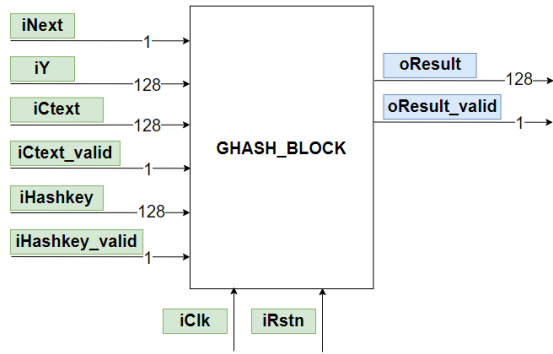 iNext
1
iY
128
iCtext
128
iCtext_valid
1
iHashkey
128
iHashkey_valid
1
GHASH_BLOCK
oResult
128
oResult_valid
1
iClk
iRstn